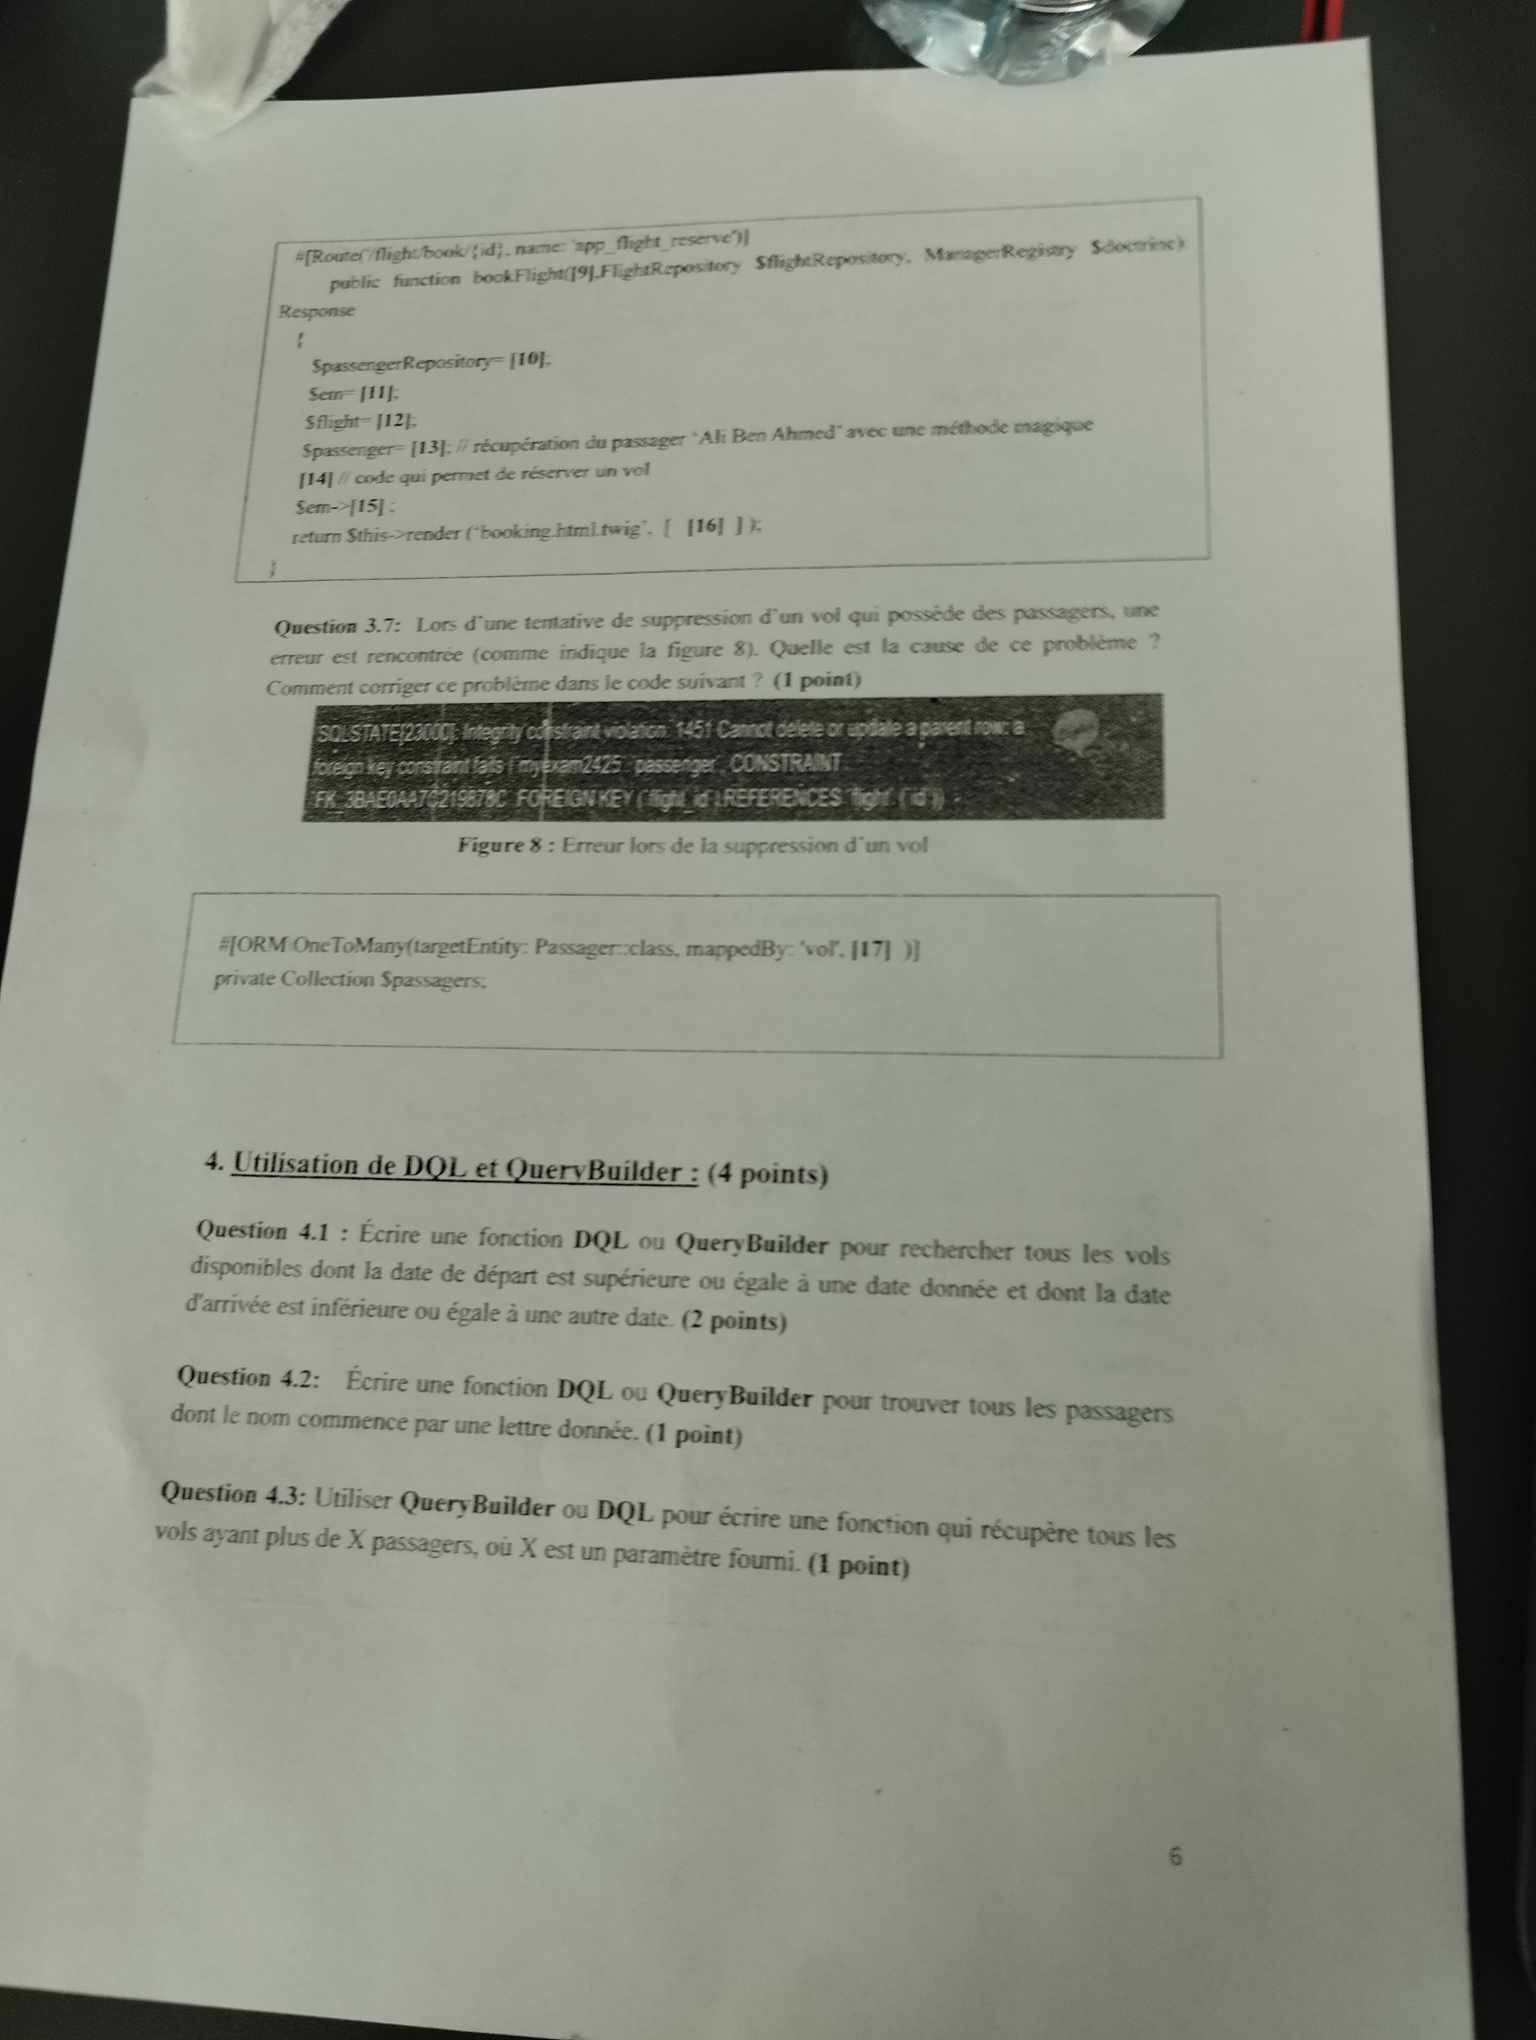 #[Route('/flight/book/{id}, name: 'app_flight_reserve')]
public function bookFlight([9],FlightRepository $flightRepository, ManagerRegistry $doctrine):
Response
{
$passengerRepository= [10];
$em= [11];
$flight= [12];
$passenger= [13]; // récupération du passager 'Ali Ben Ahmed' avec une méthode magique
[14] // code qui permet de réserver un vol
$em->[15] ;
return $this->render ('booking.html.twig', [ [16] ] );
}
Question 3.7: Lors d'une tentative de suppression d'un vol qui possède des passagers, une
erreur est rencontrée (comme indique la figure 8). Quelle est la cause de ce problème ?
Comment corriger ce problème dans le code suivant ? (1 point)
SQLSTATE[23000]: Integrity constraint violation: 1451 Cannot delete or update a parent row: a
foreign key constraint fails (`myexam2425`.`passenger`, CONSTRAINT
`FK_3BAE0AA7C219878C` FOREIGN KEY (`flight_id`) REFERENCES `flight` (`id`))
Figure 8 : Erreur lors de la suppression d'un vol
#[ORM\OneToMany(targetEntity: Passager::class, mappedBy: 'vol', [17] )]
private Collection $passagers;
4. Utilisation de DQL et QueryBuilder : (4 points)
Question 4.1 : Écrire une fonction DQL ou QueryBuilder pour rechercher tous les vols
disponibles dont la date de départ est supérieure ou égale à une date donnée et dont la date
d'arrivée est inférieure ou égale à une autre date. (2 points)
Question 4.2: Écrire une fonction DQL ou QueryBuilder pour trouver tous les passagers
dont le nom commence par une lettre donnée. (1 point)
Question 4.3: Utiliser QueryBuilder ou DQL pour écrire une fonction qui récupère tous les
vols ayant plus de X passagers, où X est un paramètre fourni. (1 point)
6